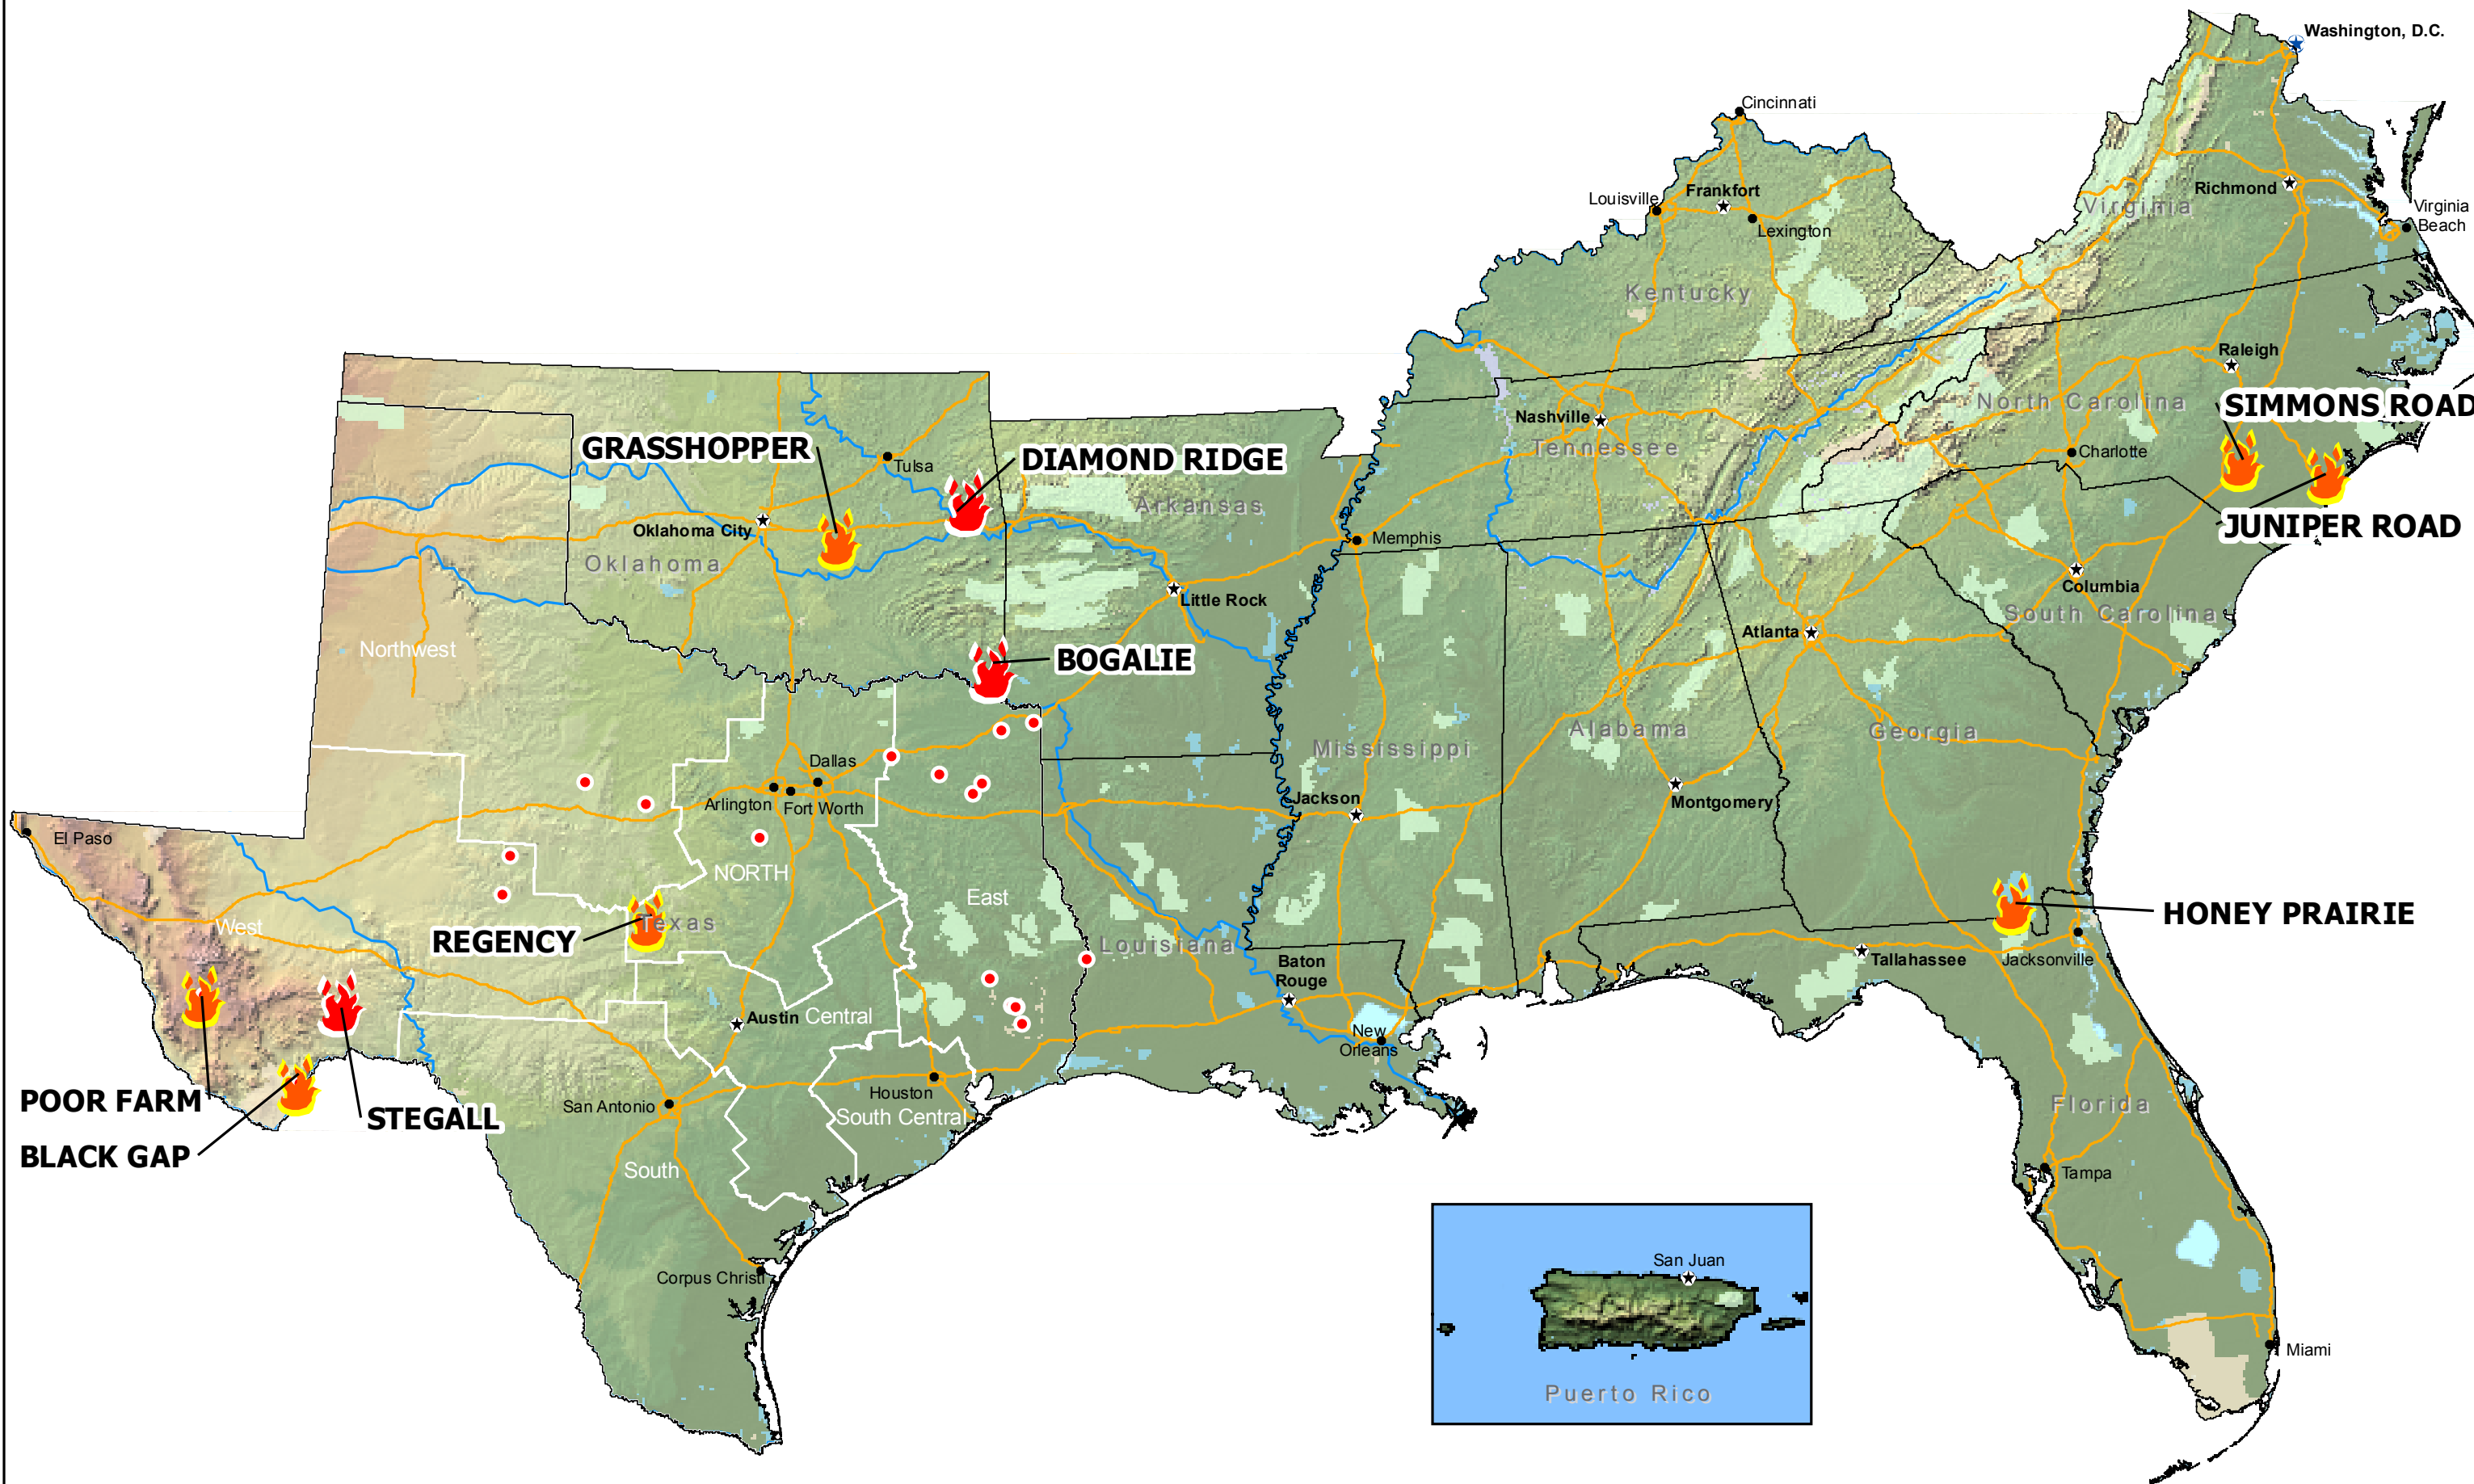 Washington, D.C.
Cincinnati
Louisville
Frankfort
Lexington
Richmond
Virginia
Virginia
Beach
Kentucky
Raleigh
North Carolina
SIMMONS ROAD
Nashville
Tennessee
Charlotte
JUNIPER ROAD
GRASSHOPPER
Tulsa
DIAMOND RIDGE
Arkansas
Oklahoma City
Oklahoma
Memphis
Little Rock
Columbia
South Carolina
Atlanta
Northwest
BOGALIE
Alabama
Georgia
Mississippi
Dallas
Arlington
Fort Worth
Jackson
Montgomery
El Paso
NORTH
East
West
Texas
REGENCY
Louisiana
HONEY PRAIRIE
Baton
Rouge
Tallahassee
Jacksonville
Austin
Central
New
Orleans
POOR FARM
STEGALL
BLACK GAP
San Antonio
Houston
South Central
South
Florida
Tampa
Corpus Christi
San Juan
Puerto Rico
Miami